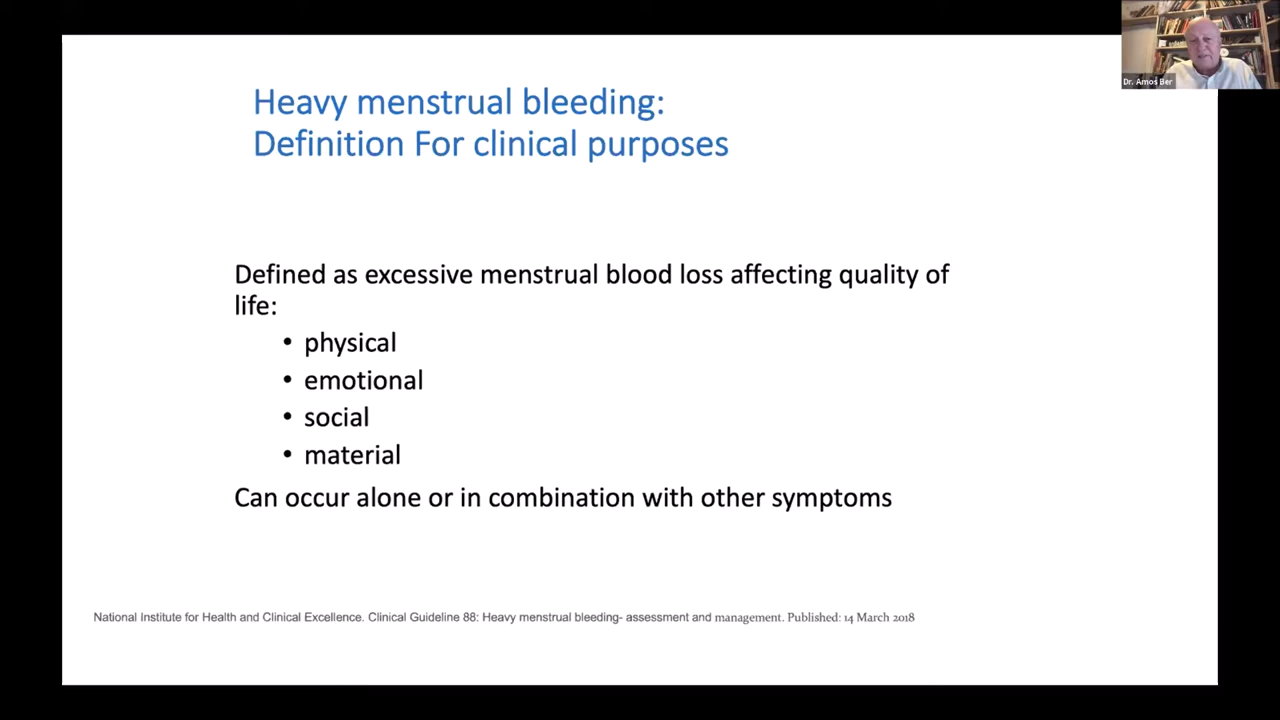 Heavy menstrual bleeding:
Definition For clinical purposes
Defined as excessive menstrual blood loss affecting quality of
life:
• physical
• emotional
• social
• material
Can occur alone or in combination with other symptoms
National Institute for Health and Clinical Excellence. Clinical Guideline 88: Heavy menstrual bleeding- assessment and management. Published: 14 March 2018
Dr. Amos Ber